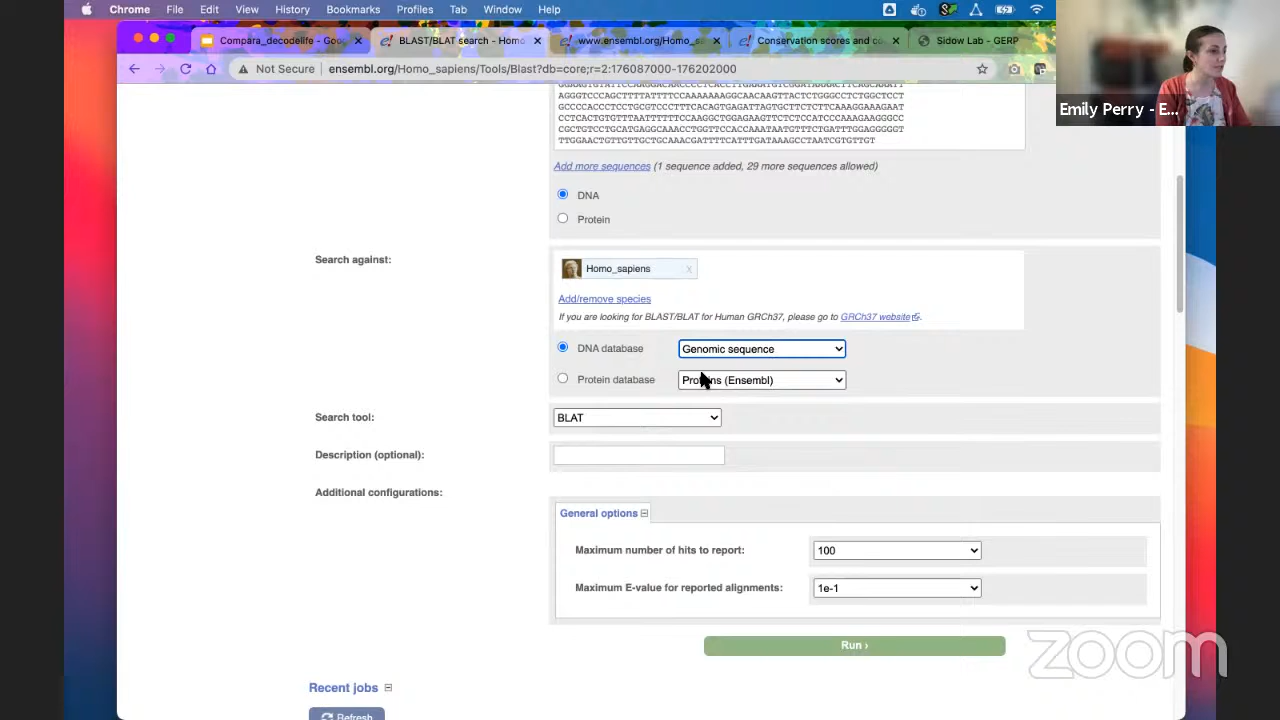 Chrome File Edit View History Bookmarks Profiles Tab Window Help
Compara_decodelife - Goo
BLAST/BLAT search - Homo
www.ensembl.org/Homo_s
Conservation scores and co
Sidow Lab - GERP
Not Secure ensembl.org/Homo_sapiens/Tools/Blast?db=core;r=2:176087000-176202000
Emily Perry - E...
AGGGTCCCAGCTTTTATTTTCCAAAAAAAGGCAACAAGTTACTCTGGGCCTCTGGCTCCT
GCCCCACCCTCCTGCGTCCCTTTCACAGTGAGATTAGTGCTTCTCTTCAAAGGAAAGAAT
CCTCACTGTGTTTAATTTTTTCCAAGGCTGGAGAAGTTCTCTCCATCCCAAAGAAGGGCC
CGCTGTCCTGCATGAGGCAAACCTGGTTCCACCAAATAATGTTTCTGATTTGGAGGGGGT
TTGGAACTGTTGCTGCAAACGATTTTCATTTGATAAAGCCTAATCGTGTTGT
Add more sequences (1 sequence added, 29 more sequences allowed)
DNA
Protein
Search against:
Homo_sapiens x
Add/remove species
If you are looking for BLAST/BLAT for Human GRCh37, please go to GRCh37 website.
DNA database Genomic sequence
Protein database Proteins (Ensembl)
Search tool: BLAT
Description (optional):
Additional configurations:
General options
Maximum number of hits to report: 100
Maximum E-value for reported alignments: 1e-1
Run ›
Recent jobs
Refresh
zoom